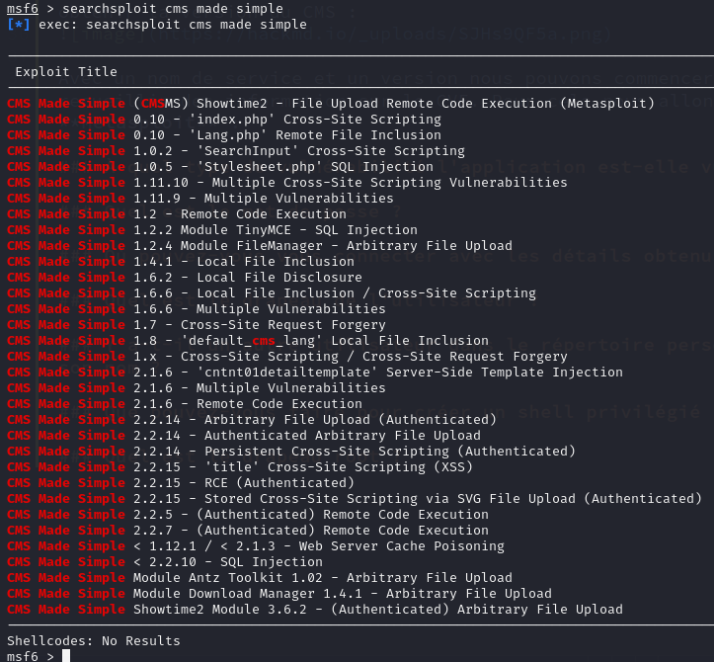 msf6 > searchsploit cms made simple
[*] exec: searchsploit cms made simple
Exploit Title
CMS Made Simple (CMSMS) Showtime2 - File Upload Remote Code Execution (Metasploit)
CMS Made Simple 0.10 - 'index.php' Cross-Site Scripting
CMS Made Simple 0.10 - 'Lang.php' Remote File Inclusion
CMS Made Simple 1.0.2 - 'SearchInput' Cross-Site Scripting
CMS Made Simple 1.0.5 - 'Stylesheet.php' SQL Injection
CMS Made Simple 1.11.10 - Multiple Cross-Site Scripting Vulnerabilities
CMS Made Simple 1.11.9 - Multiple Vulnerabilities
CMS Made Simple 1.2 - Remote Code Execution
CMS Made Simple 1.2.2 Module TinyMCE - SQL Injection
CMS Made Simple 1.2.4 Module FileManager - Arbitrary File Upload
CMS Made Simple 1.4.1 - Local File Inclusion
CMS Made Simple 1.6.2 - Local File Disclosure
CMS Made Simple 1.6.6 - Local File Inclusion / Cross-Site Scripting
CMS Made Simple 1.6.6 - Multiple Vulnerabilities
CMS Made Simple 1.7 - Cross-Site Request Forgery
CMS Made Simple 1.8 - 'default_cms_lang' Local File Inclusion
CMS Made Simple 1.x - Cross-Site Scripting / Cross-Site Request Forgery
CMS Made Simple 2.1.6 - 'cntnt01detailtemplate' Server-Side Template Injection
CMS Made Simple 2.1.6 - Multiple Vulnerabilities
CMS Made Simple 2.1.6 - Remote Code Execution
CMS Made Simple 2.2.14 - Arbitrary File Upload (Authenticated)
CMS Made Simple 2.2.14 - Authenticated Arbitrary File Upload
CMS Made Simple 2.2.14 - Persistent Cross-Site Scripting (Authenticated)
CMS Made Simple 2.2.15 - 'title' Cross-Site Scripting (XSS)
CMS Made Simple 2.2.15 - RCE (Authenticated)
CMS Made Simple 2.2.15 - Stored Cross-Site Scripting via SVG File Upload (Authenticated)
CMS Made Simple 2.2.5 - (Authenticated) Remote Code Execution
CMS Made Simple 2.2.7 - (Authenticated) Remote Code Execution
CMS Made Simple < 1.12.1 / < 2.1.3 - Web Server Cache Poisoning
CMS Made Simple < 2.2.10 - SQL Injection
CMS Made Simple Module Antz Toolkit 1.02 - Arbitrary File Upload
CMS Made Simple Module Download Manager 1.4.1 - Arbitrary File Upload
CMS Made Simple Showtime2 Module 3.6.2 - (Authenticated) Arbitrary File Upload
Shellcodes: No Results
msf6 >